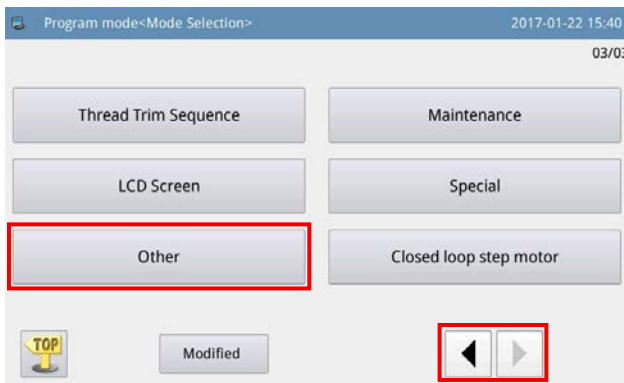 Program mode<Mode Selection> 2017-01-22 15:40
03/03
Thread Trim Sequence Maintenance
LCD Screen Special
Other Closed loop step motor
TOP Modified